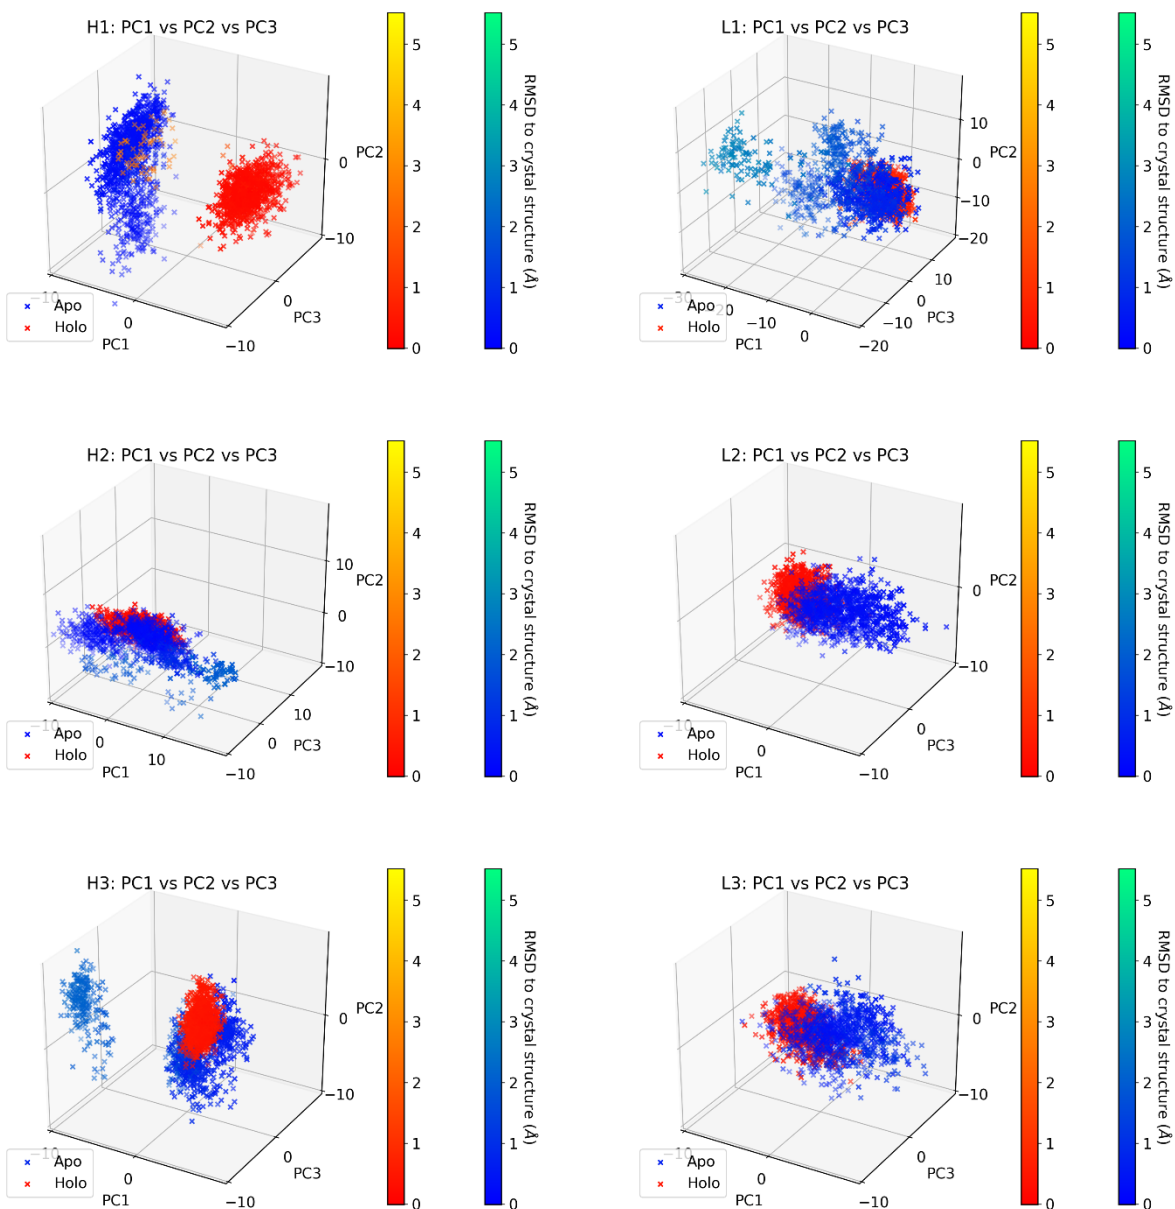 H1: PC1 vs PC2 vs PC3
PC2
0
−10
0
PC3
−10
0
−10
PC1
Apo
Holo
5
4
3
2
1
0
5
4
3
2
1
0
RMSD to crystal structure (Å)
L1: PC1 vs PC2 vs PC3
10
PC2
0
−10
−20
10
0
PC3
−10
−20
−30
20
−10
0
PC1
Apo
Holo
5
4
3
2
1
0
5
4
3
2
1
0
RMSD to crystal structure (Å)
H2: PC1 vs PC2 vs PC3
10
PC2
0
−10
10
0
PC3
−10
−10
0
10
PC1
Apo
Holo
5
4
3
2
1
0
5
4
3
2
1
0
RMSD to crystal structure (Å)
L2: PC1 vs PC2 vs PC3
PC2
0
−10
0
PC3
−10
−10
0
PC1
Apo
Holo
5
4
3
2
1
0
5
4
3
2
1
0
RMSD to crystal structure (Å)
H3: PC1 vs PC2 vs PC3
PC2
0
−10
0
PC3
−10
−10
0
PC1
Apo
Holo
5
4
3
2
1
0
5
4
3
2
1
0
RMSD to crystal structure (Å)
L3: PC1 vs PC2 vs PC3
PC2
0
−10
0
PC3
−10
−10
0
PC1
Apo
Holo
5
4
3
2
1
0
5
4
3
2
1
0
RMSD to crystal structure (Å)